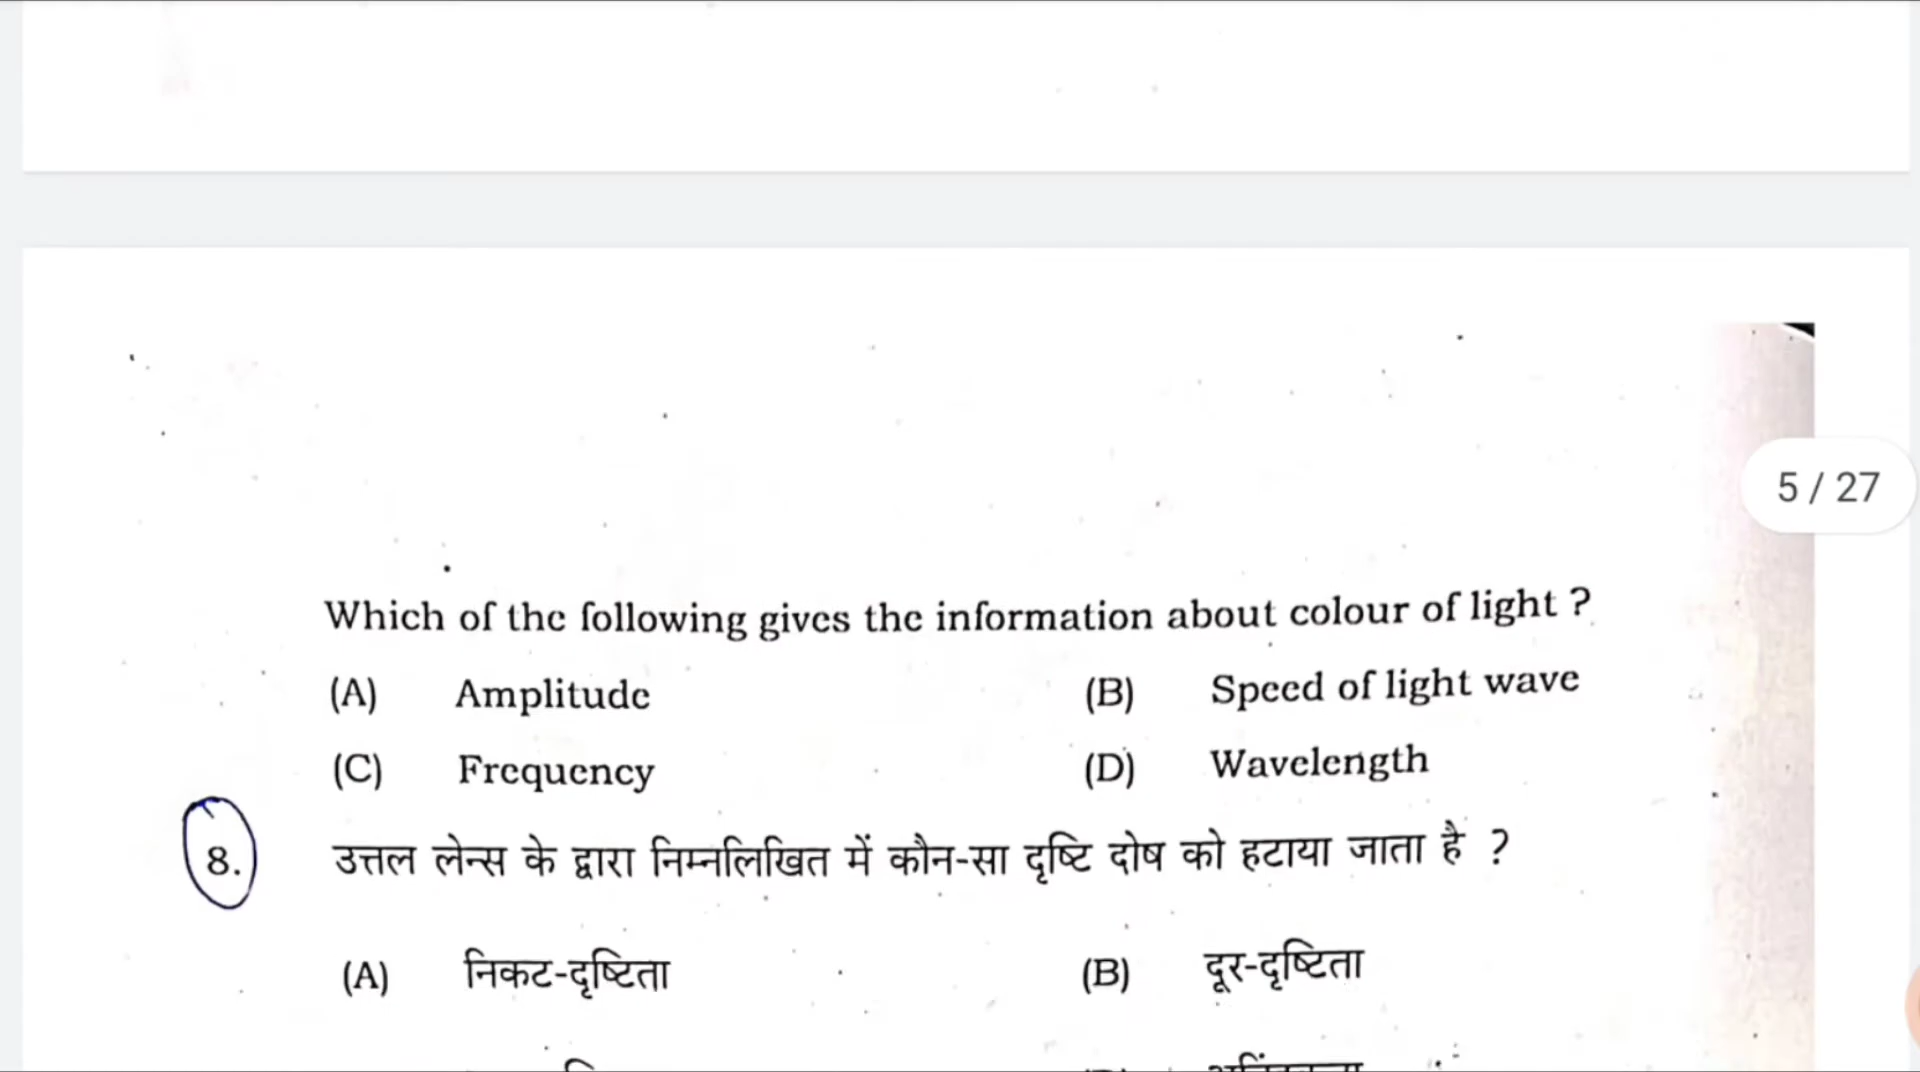 5 / 27
Which of the following gives the information about colour of light ?
(A) Amplitude (B) Speed of light wave
(C) Frequency (D) Wavelength
8. उत्तल लेन्स के द्वारा निम्नलिखित में कौन-सा दृष्टि दोष को हटाया जाता है ?
(A) निकट-दृष्टिता (B) दूर-दृष्टिता